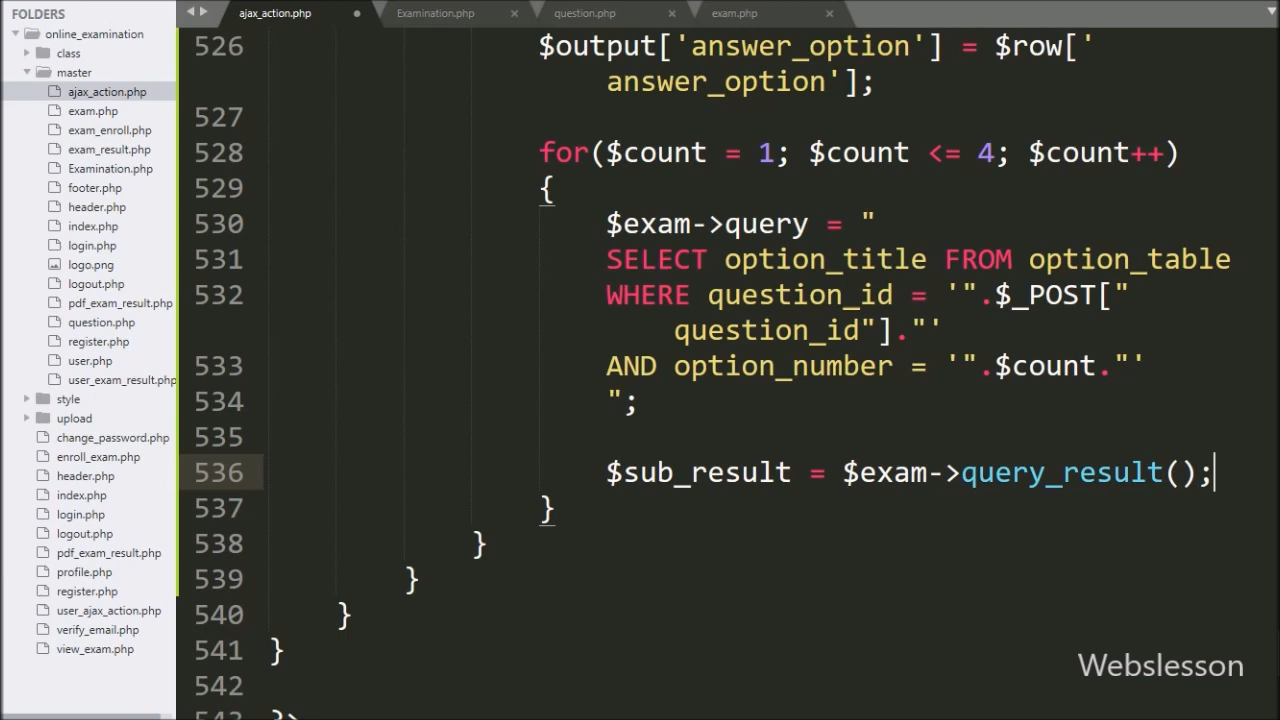 FOLDERS
online_examination
class
master
ajax_action.php
exam.php
exam_enroll.php
exam_result.php
Examination.php
footer.php
header.php
index.php
login.php
logo.png
logout.php
pdf_exam_result.php
question.php
register.php
user.php
user_exam_result.php
style
upload
change_password.php
enroll_exam.php
header.php
index.php
login.php
logout.php
pdf_exam_result.php
profile.php
register.php
user_ajax_action.php
verify_email.php
view_exam.php
ajax_action.php Examination.php question.php exam.php
526 $output['answer_option'] = $row['
answer_option'];
527
528 for($count = 1; $count <= 4; $count++)
529 {
530 $exam->query = "
531 SELECT option_title FROM option_table
532 WHERE question_id = '".$_POST["
question_id"]."'
533 AND option_number = '".$count."'
534 ";
535
536 $sub_result = $exam->query_result();
537 }
538 }
539 }
540 }
541 }
542
543 ?>
Webslesson